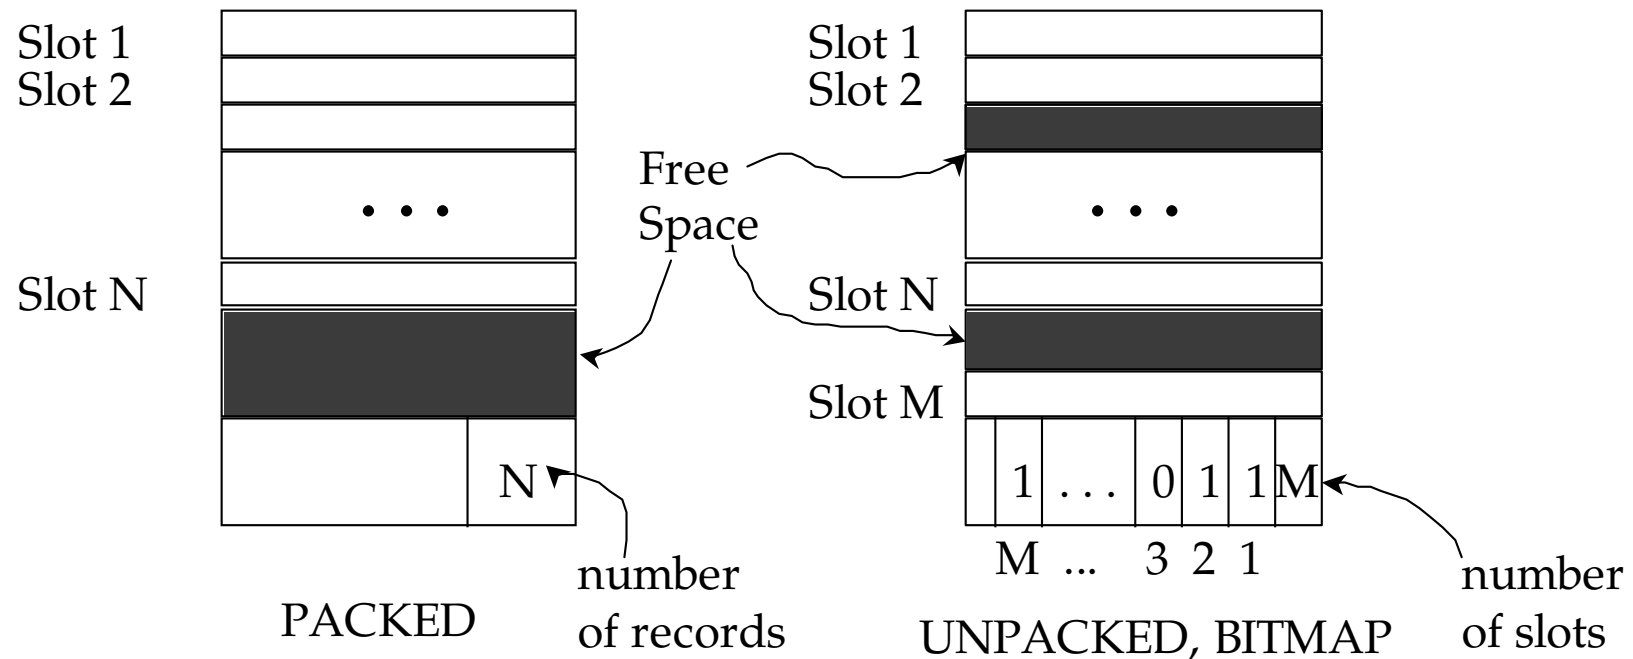 Slot 1
Slot 2
Slot N
N
number
of records
PACKED
Free
Space
Slot 1
Slot 2
Slot N
Slot M
1 . . . 0 1 1 M
M ... 3 2 1
number
of slots
UNPACKED, BITMAP